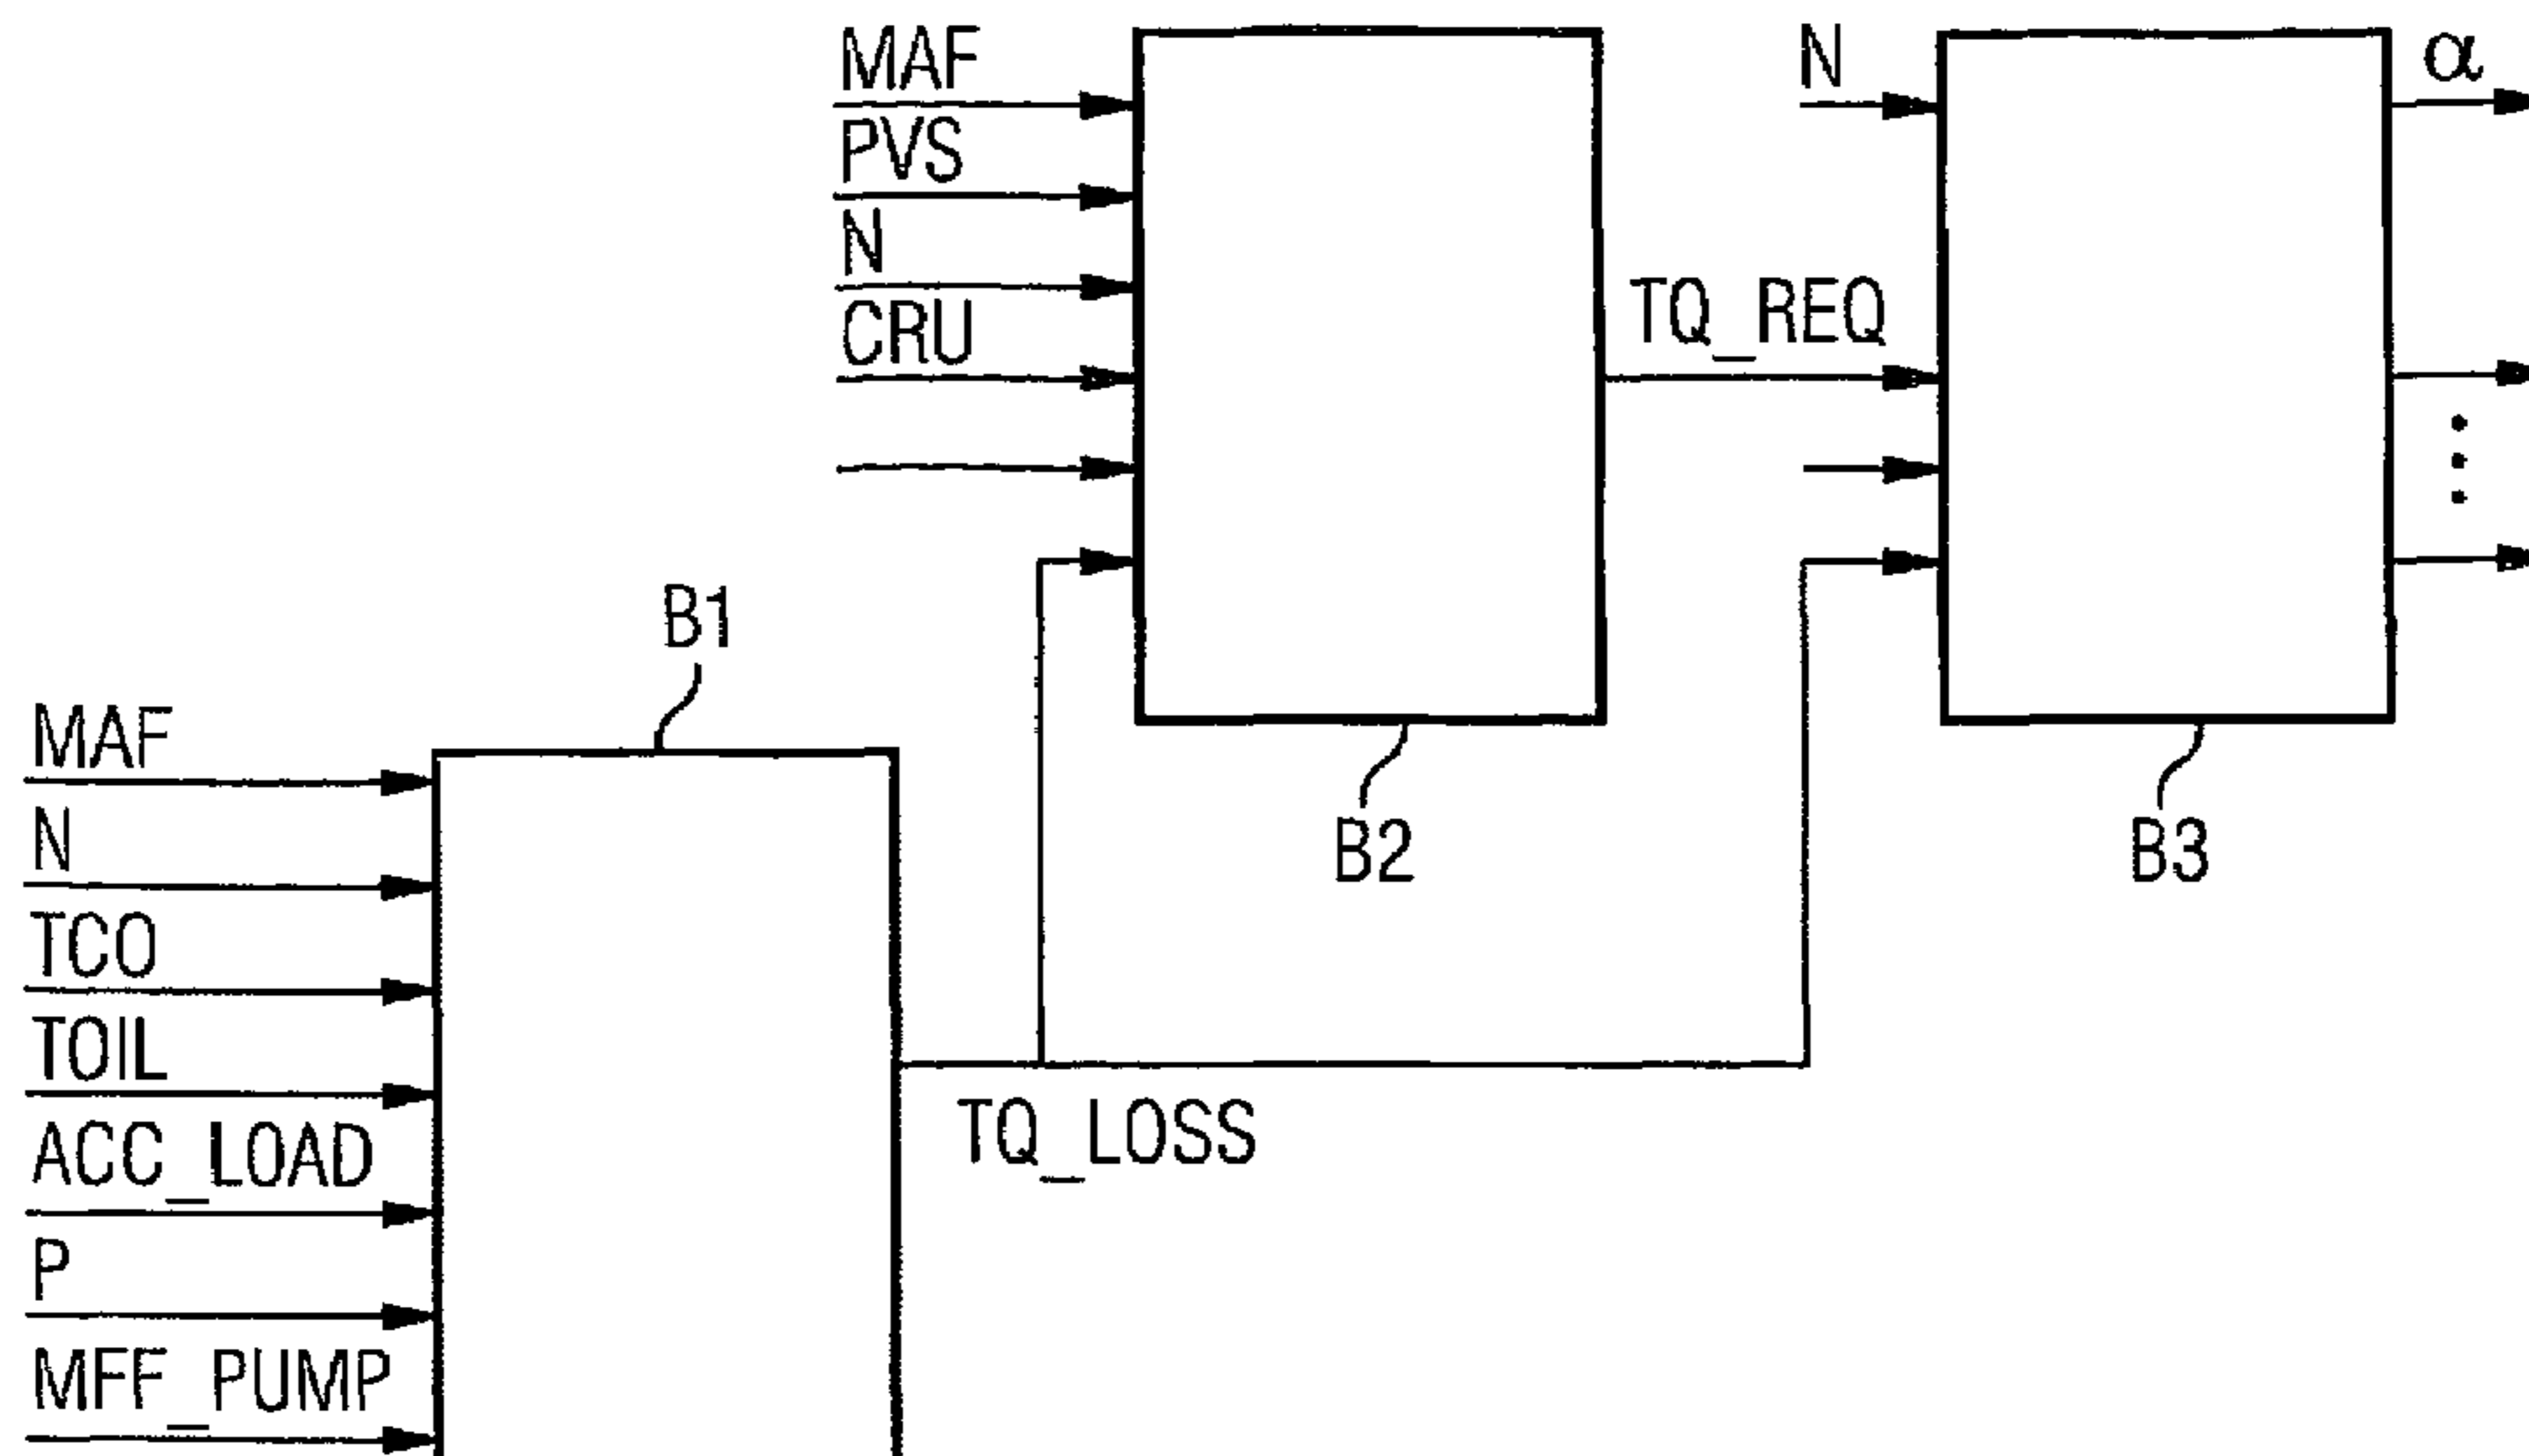 MAF
PVS
N
CRU
N
α
TQ_REQ
B1
B2
B3
MAF
N
TCO
TOIL
ACC_LOAD
P
MFF_PUMP
TQ_LOSS